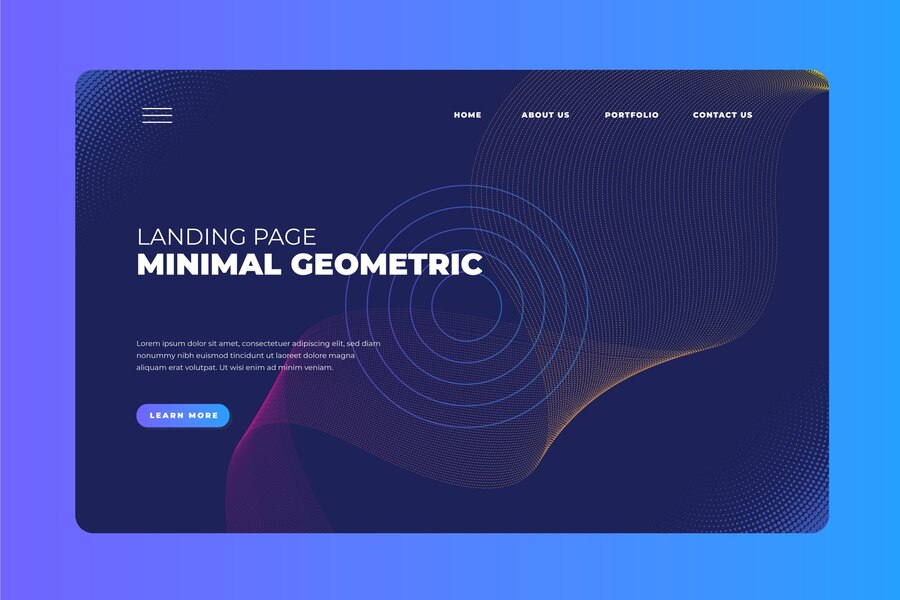 HOME ABOUT US PORTFOLIO CONTACT US
LANDING PAGE
MINIMAL GEOMETRIC
Lorem ipsum dolor sit amet, consectetuer adipiscing elit, sed diam
nonummy nibh euismod tincidunt ut laoreet dolore magna
aliquam erat volutpat. Ut wisi enim ad minim veniam.
LEARN MORE